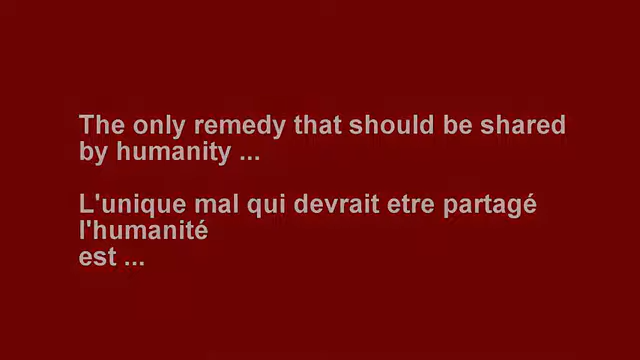 The only remedy that should be shared
by humanity ...
L'unique mal qui devrait etre partagé
l'humanité
est ...